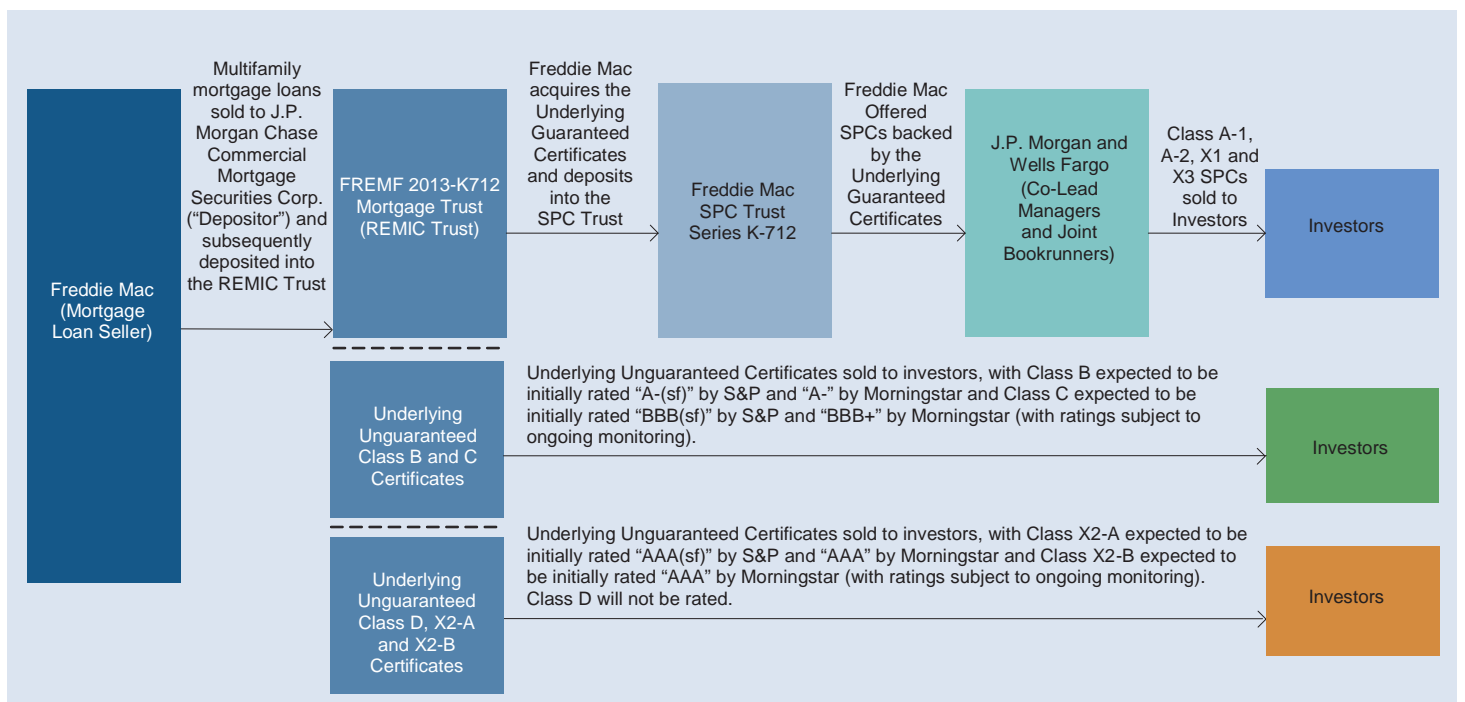 Freddie Mac
(Mortgage
Loan Seller)
Multifamily
mortgage loans
sold to J.P.
Morgan Chase
Commercial
Mortgage
Securities Corp.
(“Depositor”) and
subsequently
deposited into
the REMIC Trust
FREMF 2013-K712
Mortgage Trust
(REMIC Trust)
Freddie Mac
acquires the
Underlying
Guaranteed
Certificates
and deposits
into the
SPC Trust
Freddie Mac
SPC Trust
Series K-712
Freddie Mac
Offered
SPCs backed
by the
Underlying
Guaranteed
Certificates
J.P. Morgan and
Wells Fargo
(Co-Lead
Managers
and Joint
Bookrunners)
Class A-1,
A-2, X1 and
X3 SPCs
sold to
Investors
Investors
Underlying
Unguaranteed
Class B and C
Certificates
Underlying Unguaranteed Certificates sold to investors, with Class B expected to be
initially rated “A-(sf)” by S&P and “A-” by Morningstar and Class C expected to be
initially rated “BBB(sf)” by S&P and “BBB+” by Morningstar (with ratings subject to
ongoing monitoring).
Investors
Underlying
Unguaranteed
Class D, X2-A
and X2-B
Certificates
Underlying Unguaranteed Certificates sold to investors, with Class X2-A expected to be
initially rated “AAA(sf)” by S&P and “AAA” by Morningstar and Class X2-B expected to
be initially rated “AAA” by Morningstar (with ratings subject to ongoing monitoring).
Class D will not be rated.
Investors